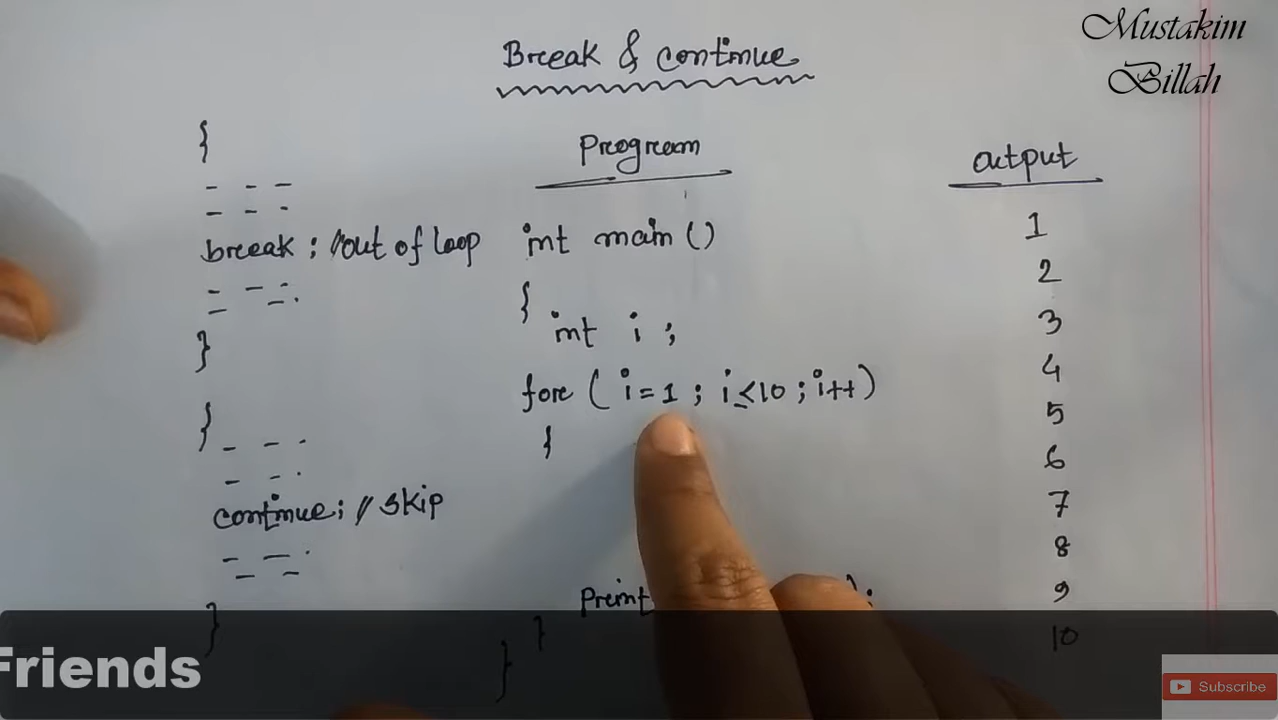 Mustakim
Billah
Break & continue
{
break ; //out of loop
}
{
continue; // skip
}
Program
int main ()
{
int i ;
for ( i = 1 ; i ≤ 10 ; i++ )
{
);
}
}
output
1
2
3
4
5
6
7
8
9
10
Friends
Subscribe